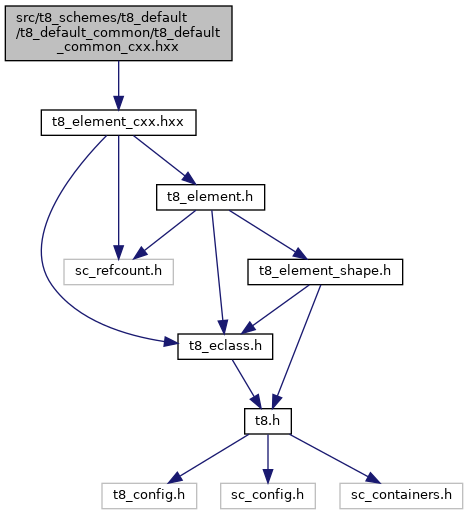 src/t8_schemes/t8_default
/t8_default_common/t8_default
_common_cxx.hxx
t8_element_cxx.hxx
t8_element.h
sc_refcount.h
t8_element_shape.h
t8_eclass.h
t8.h
t8_config.h
sc_config.h
sc_containers.h